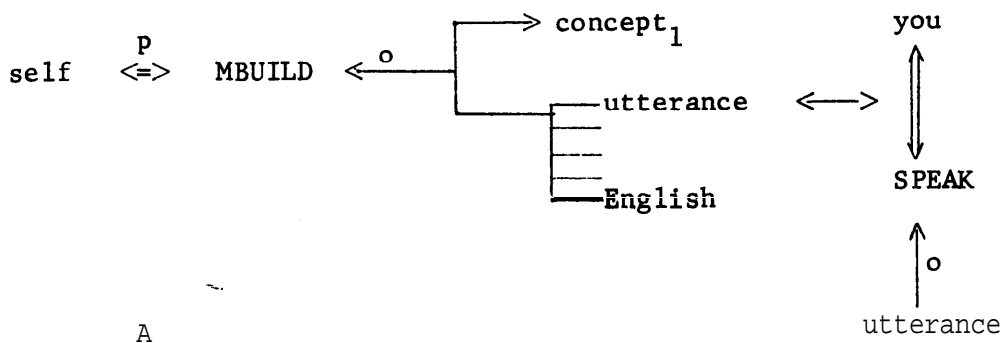 concept1 you
p
self <=> MBUILD o
utterance
SPEAK
English
o
A utterance